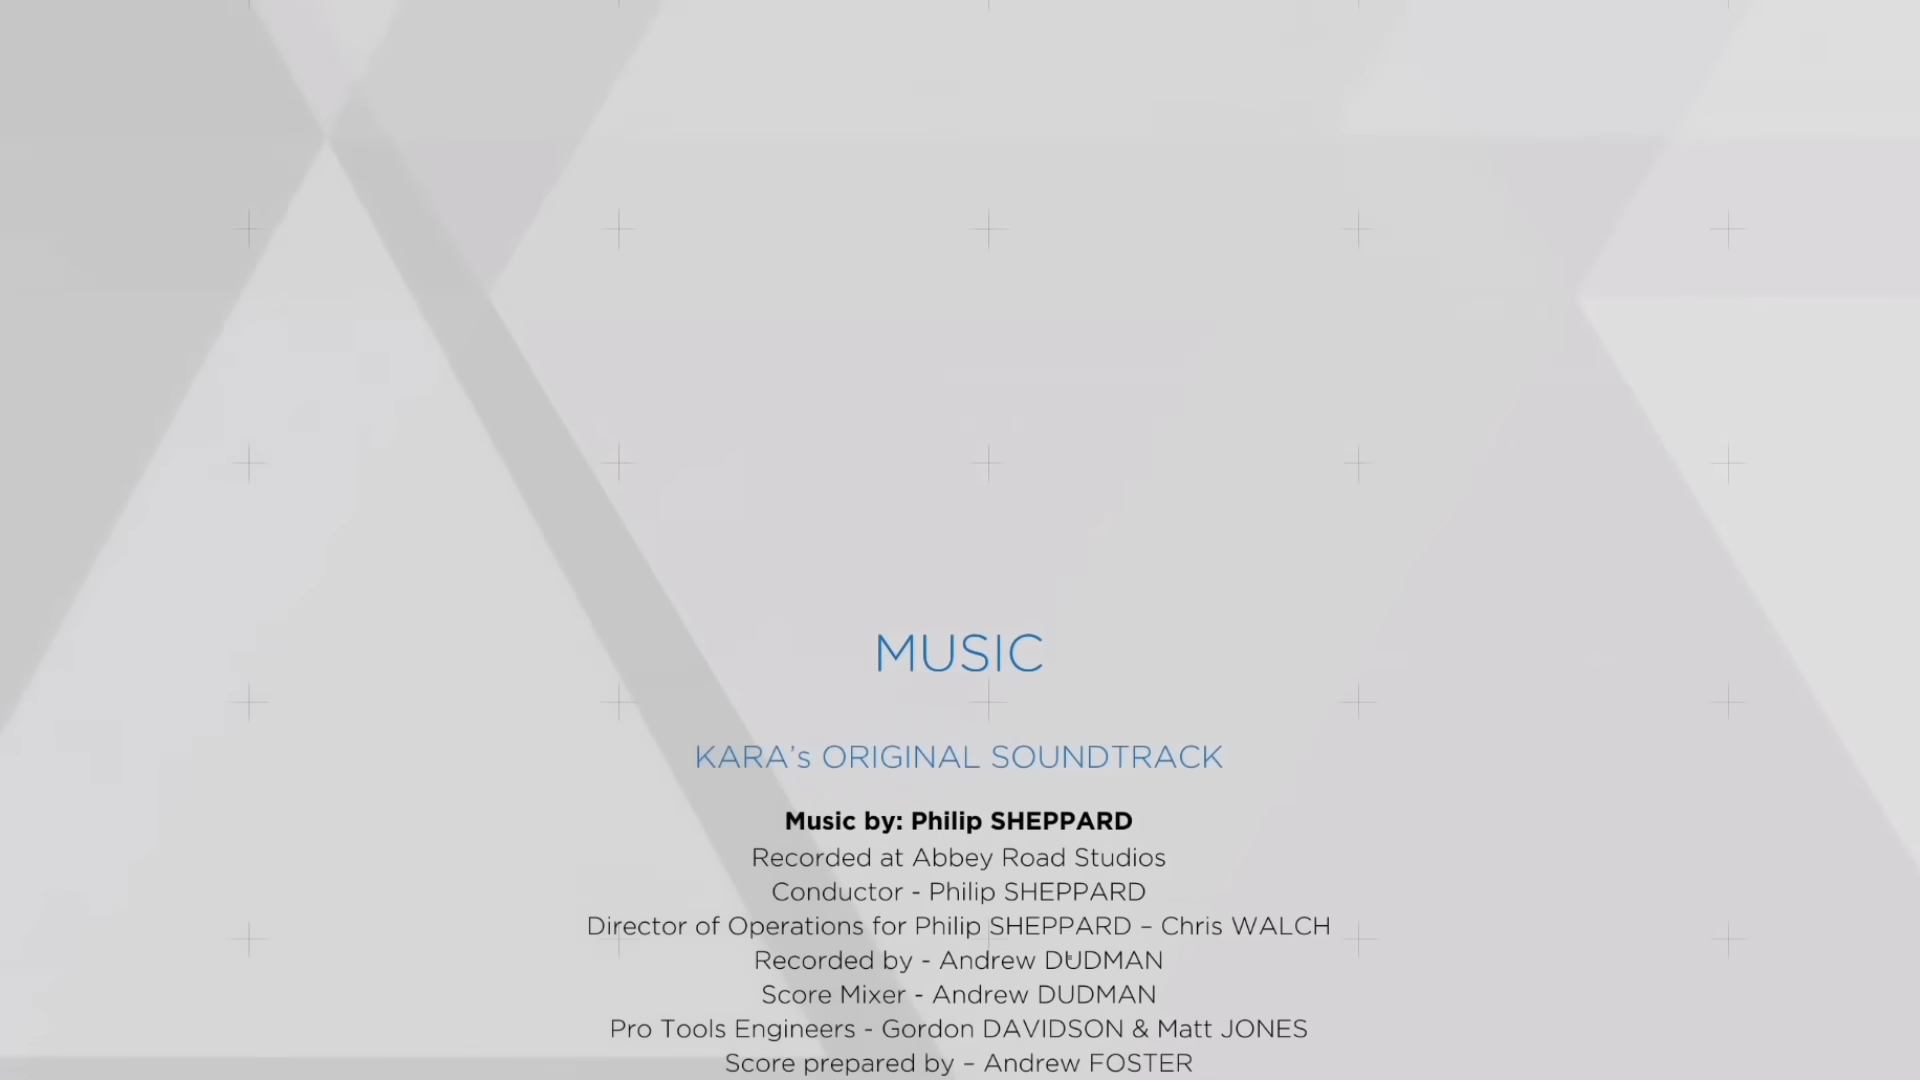 MUSIC
KARA's ORIGINAL SOUNDTRACK
Music by: Philip SHEPPARD
Recorded at Abbey Road Studios
Conductor - Philip SHEPPARD
Director of Operations for Philip SHEPPARD – Chris WALCH
Recorded by - Andrew DUDMAN
Score Mixer - Andrew DUDMAN
Pro Tools Engineers - Gordon DAVIDSON & Matt JONES
Score prepared by – Andrew FOSTER